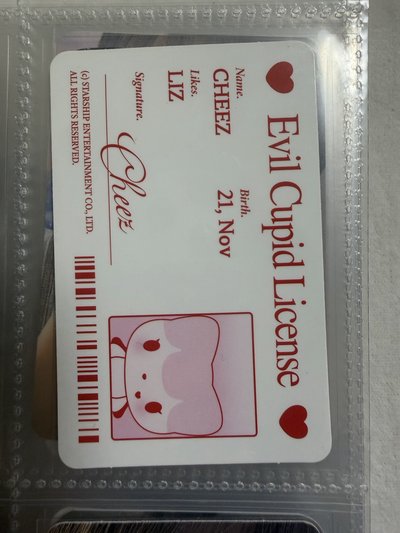 Evil Cupid License
Name.
CHEEZ
Birth.
21, Nov
Likes.
LIZ
Signature.
Cheez
(c) STARSHIP ENTERTAINMENT CO., LTD.
ALL RIGHTS RESERVED.